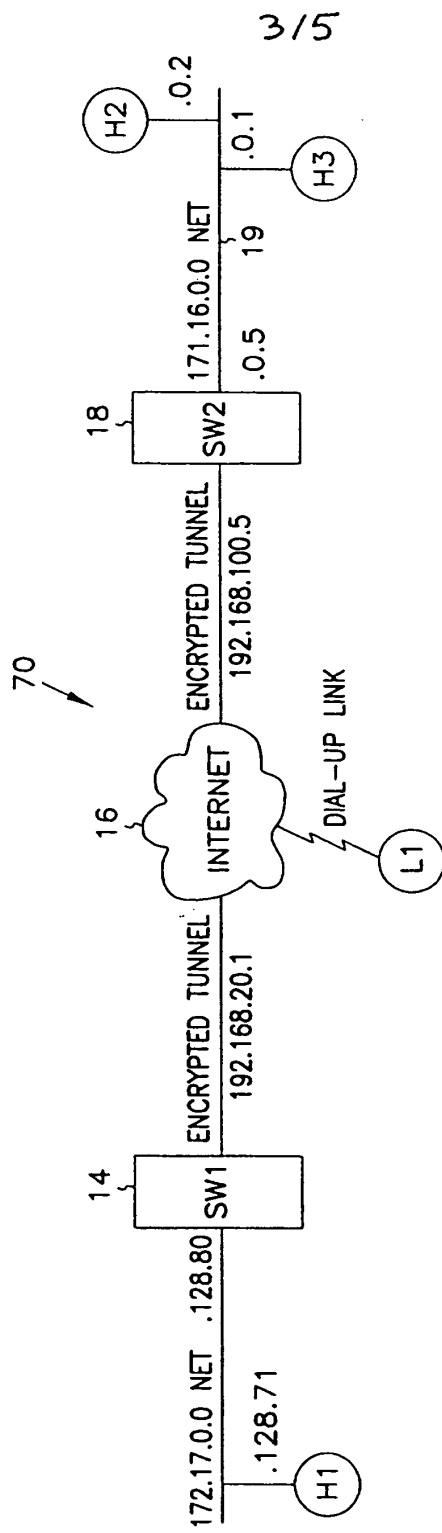 3/5
70
172.17.0.0 NET
.128.80
.128.71
H1
14
SW1
ENCRYPTED TUNNEL
192.168.20.1
16
INTERNET
DIAL-UP LINK
L1
ENCRYPTED TUNNEL
192.168.100.5
18
SW2
171.16.0.0 NET
.0.5
19
.0.2
H2
.0.1
H3